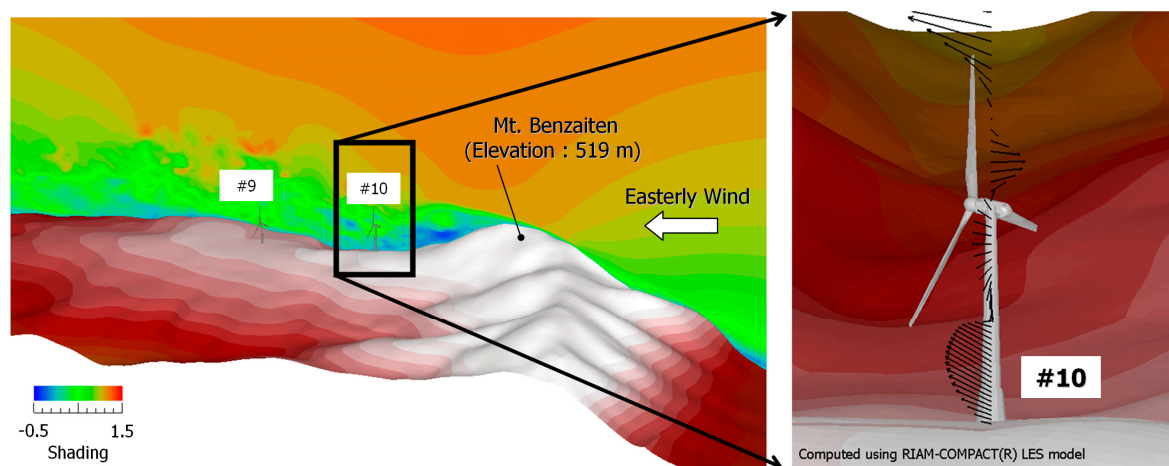 Mt. Benzaiten
(Elevation : 519 m)
#9
#10
Easterly Wind
-0.5 1.5
Shading
#10
Computed using RIAM-COMPACT(R) LES model